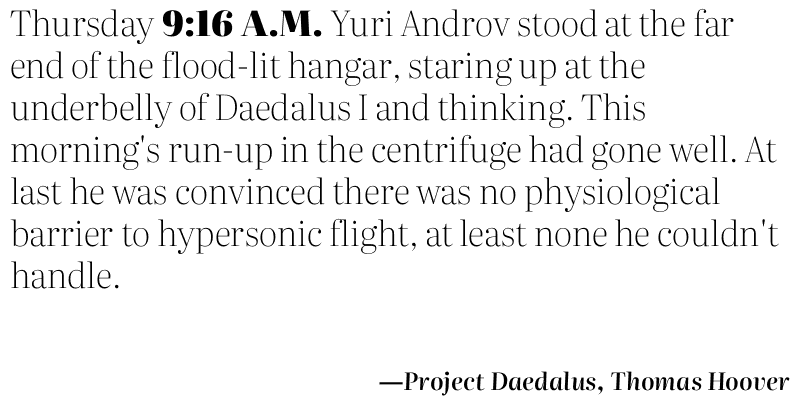 Thursday 9:16 A.M. Yuri Androv stood at the far
end of the flood-lit hangar, staring up at the
underbelly of Daedalus I and thinking. This
morning's run-up in the centrifuge had gone well. At
last he was convinced there was no physiological
barrier to hypersonic flight, at least none he couldn't
handle.
—Project Daedalus, Thomas Hoover